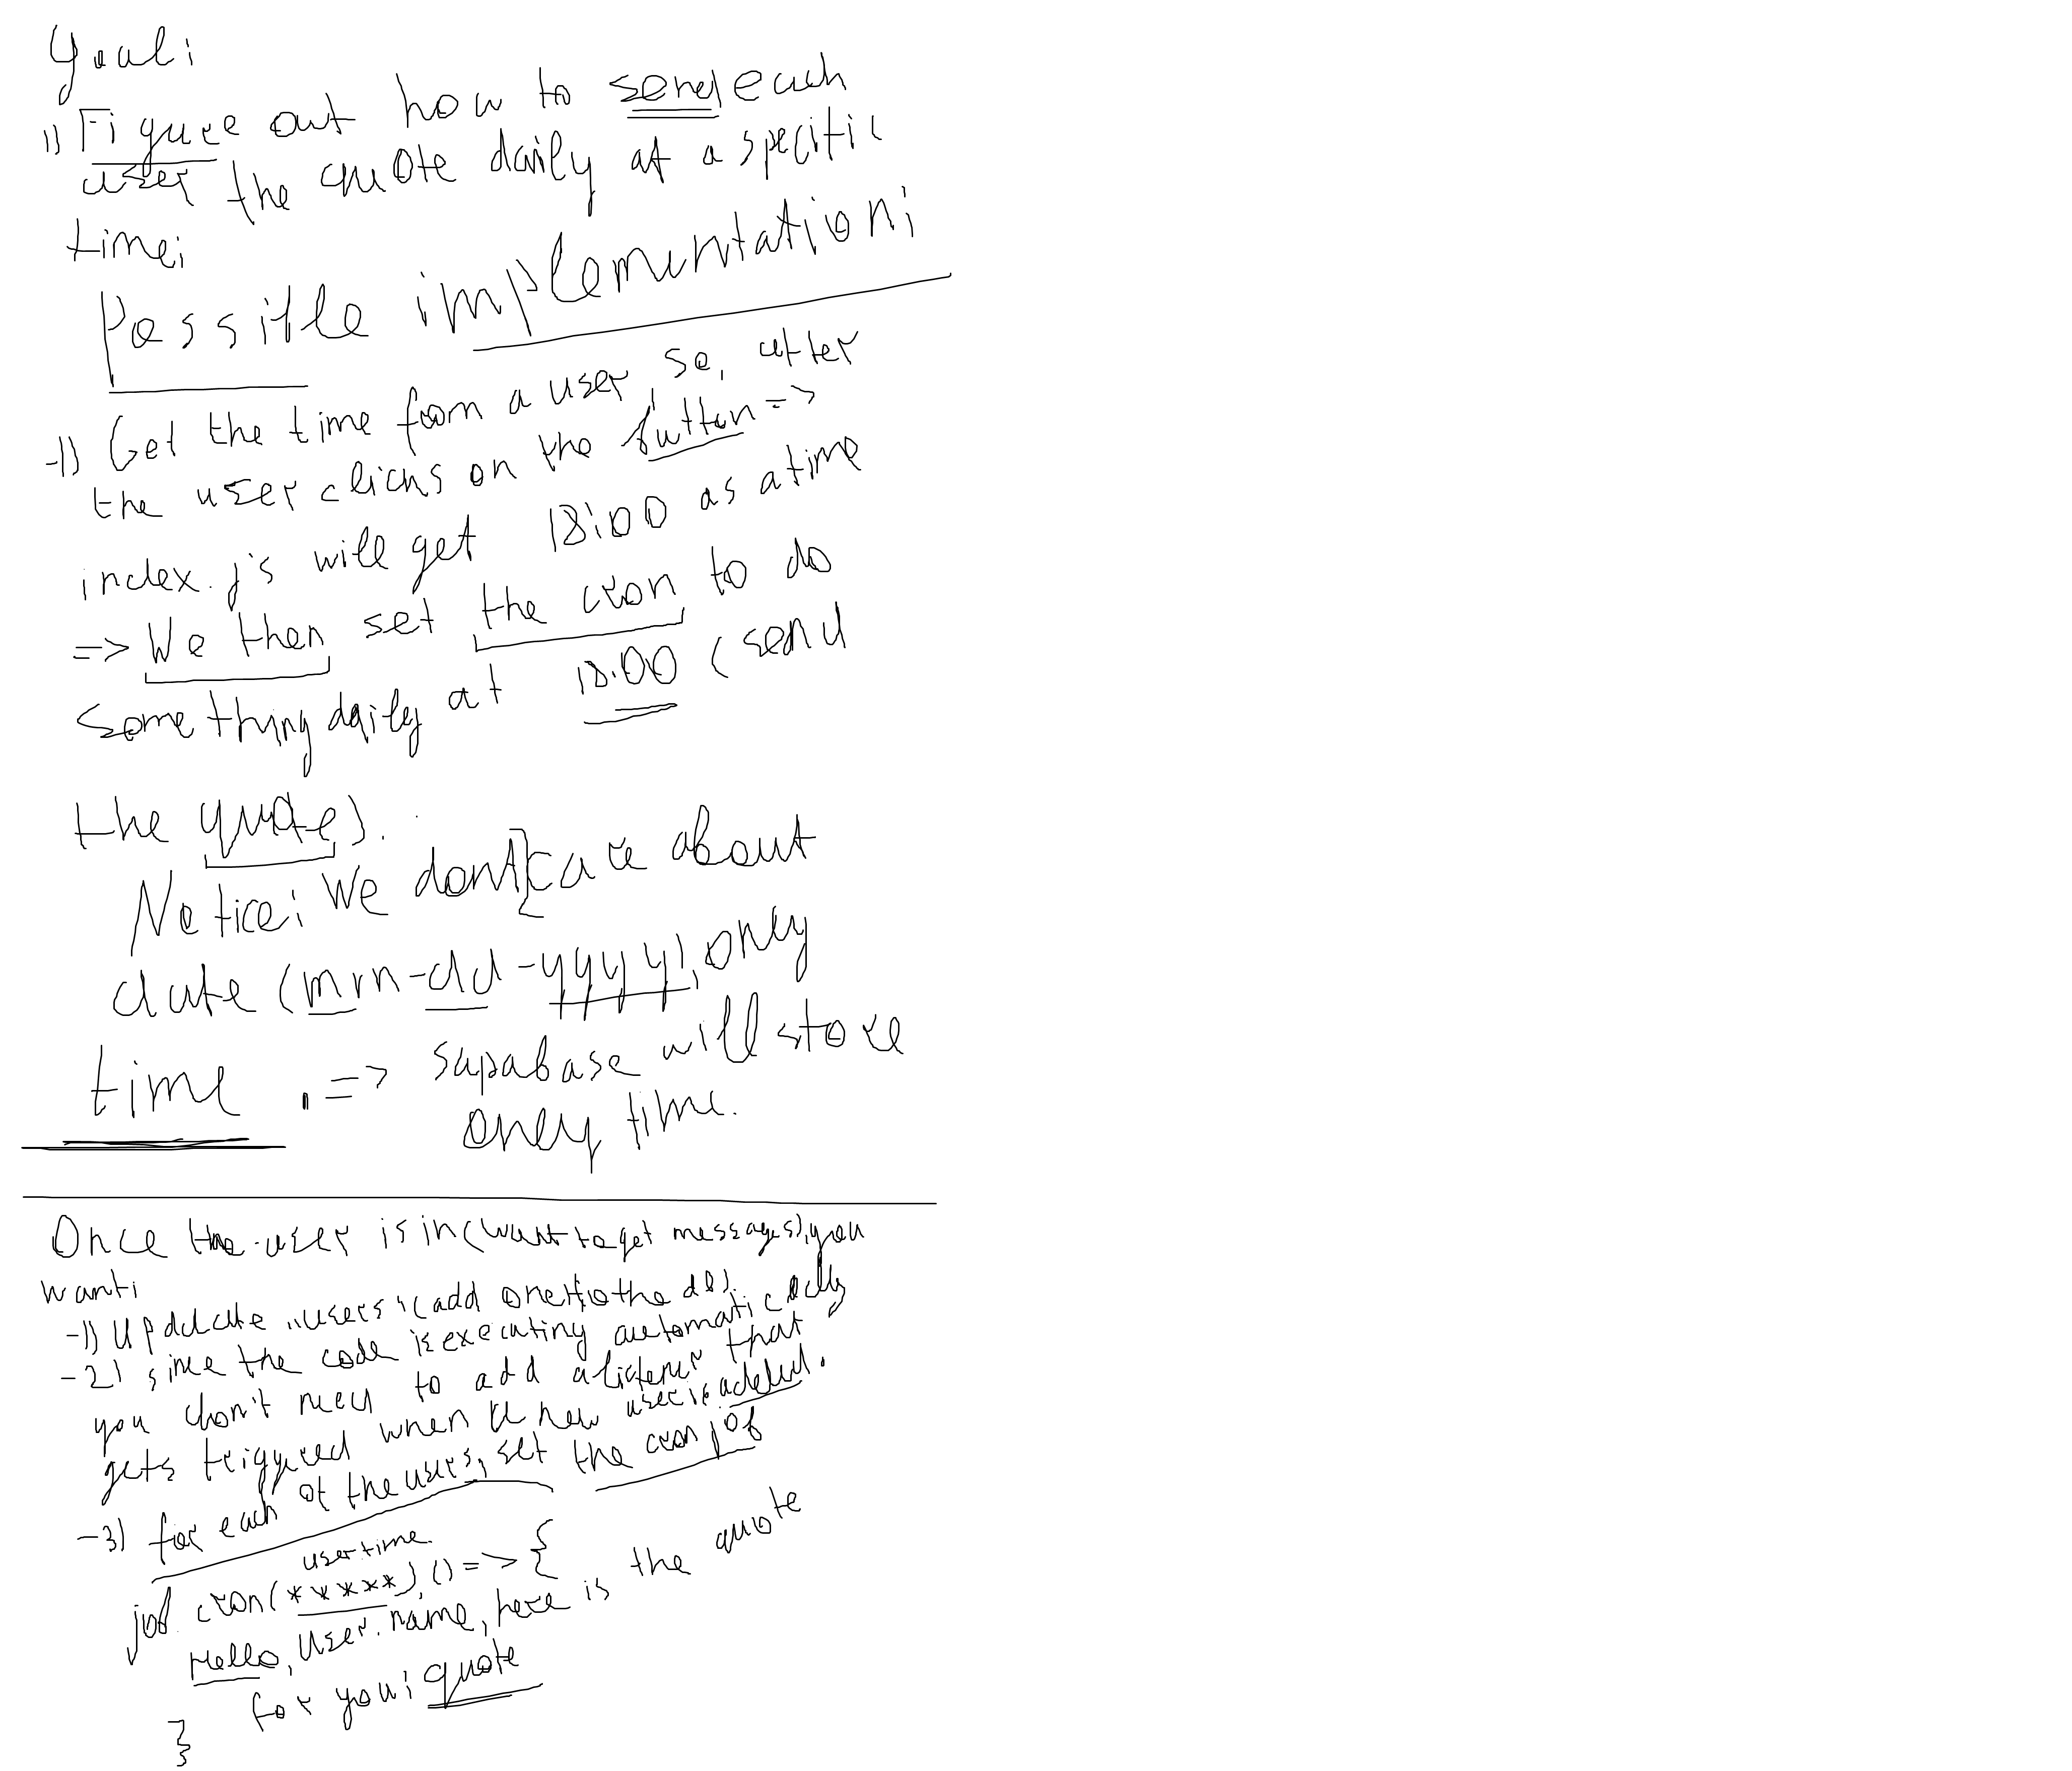 Goal:
1) Figure out how to send each
user the quote daily at a specific
time:
Possible implementation:
-1) Get the time from a user, so, after
the user clicks on the button =>
index.js will get 18:00 as a time
=> We then set the cron to do
something daily at 18:00 (send
the quote).
Notice: We don't care about
date (mm-dd-yyyy), only
time. => supabase will store
only time.
Once the user is in (want to get messages), you
want:
-1) Update "users" (add one to the db).
-2) since the code is executing automatically
you don't need to add a listener that
gets triggered when a new user is added.
-3) for each of the users, set the cron job
user.time.
job cron(*****), () => {
Hello, user.name, here is the quote
for you: quote
}